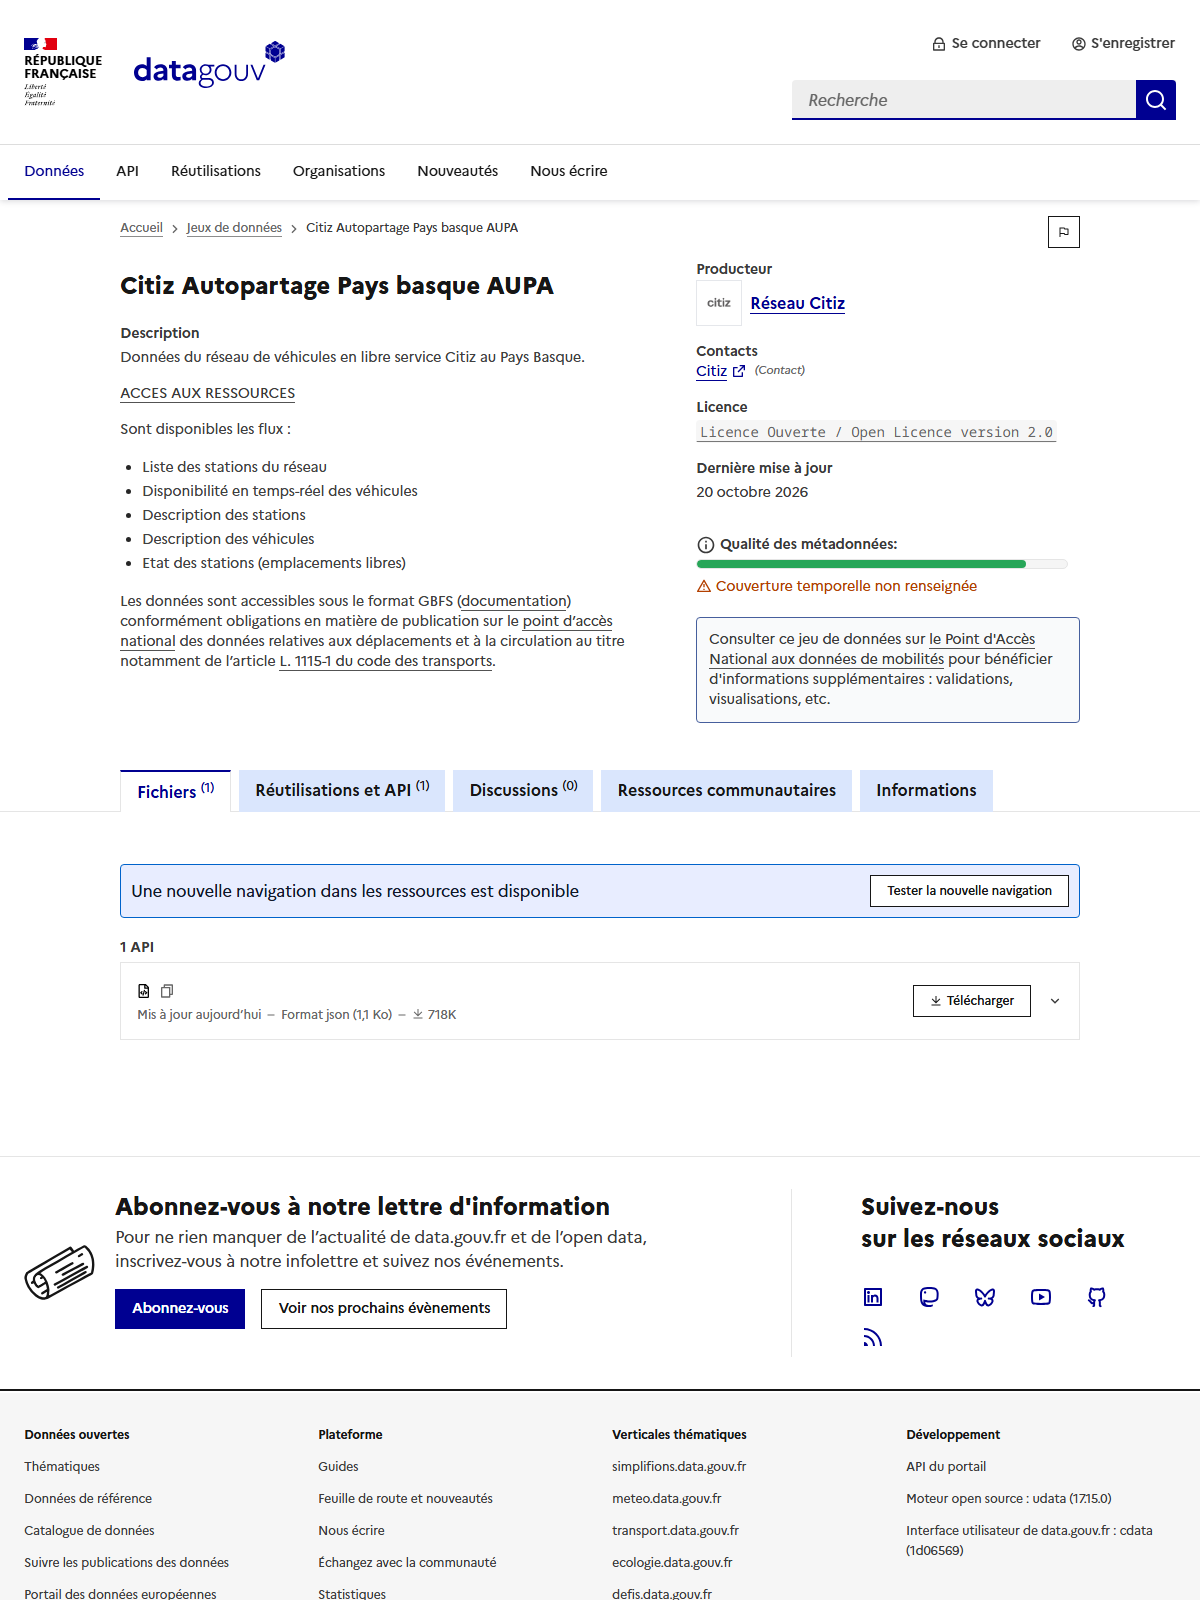 RÉPUBLIQUE
FRANÇAISE
Liberté
Égalité
Fraternité
datagouv
Se connecter
S'enregistrer
Recherche
Données
API
Réutilisations
Organisations
Nouveautés
Nous écrire
Accueil > Jeux de données > Citiz Autopartage Pays basque AUPA
Citiz Autopartage Pays basque AUPA
Description
Données du réseau de véhicules en libre service Citiz au Pays Basque.
ACCES AUX RESSOURCES
Sont disponibles les flux :
• Liste des stations du réseau
• Disponibilité en temps-réel des véhicules
• Description des stations
• Description des véhicules
• Etat des stations (emplacements libres)
Les données sont accessibles sous le format GBFS (documentation)
conformément obligations en matière de publication sur le point d’accès
national des données relatives aux déplacements et à la circulation au titre
notamment de l’article L. 1115-1 du code des transports.
Producteur
citiz
Réseau Citiz
Contacts
Citiz (Contact)
Licence
Licence Ouverte / Open Licence version 2.0
Dernière mise à jour
20 octobre 2026
Qualité des métadonnées:
Couverture temporelle non renseignée
Consulter ce jeu de données sur le Point d'Accès
National aux données de mobilités pour bénéficier
d'informations supplémentaires : validations,
visualisations, etc.
Fichiers (1)
Réutilisations et API (1)
Discussions (0)
Ressources communautaires
Informations
Une nouvelle navigation dans les ressources est disponible
Tester la nouvelle navigation
1 API
Mis à jour aujourd’hui — Format json (1,1 Ko) — 718K
Télécharger
Abonnez-vous à notre lettre d'information
Pour ne rien manquer de l’actualité de data.gouv.fr et de l’open data,
inscrivez-vous à notre infolettre et suivez nos événements.
Abonnez-vous
Voir nos prochains évènements
Suivez-nous
sur les réseaux sociaux
Données ouvertes
Thématiques
Données de référence
Catalogue de données
Suivre les publications des données
Portail des données européennes
Plateforme
Guides
Feuille de route et nouveautés
Nous écrire
Échangez avec la communauté
Statistiques
Verticales thématiques
simplifions.data.gouv.fr
meteo.data.gouv.fr
transport.data.gouv.fr
ecologie.data.gouv.fr
defis.data.gouv.fr
Développement
API du portail
Moteur open source : udata (17.15.0)
Interface utilisateur de data.gouv.fr : cdata
(1d06569)